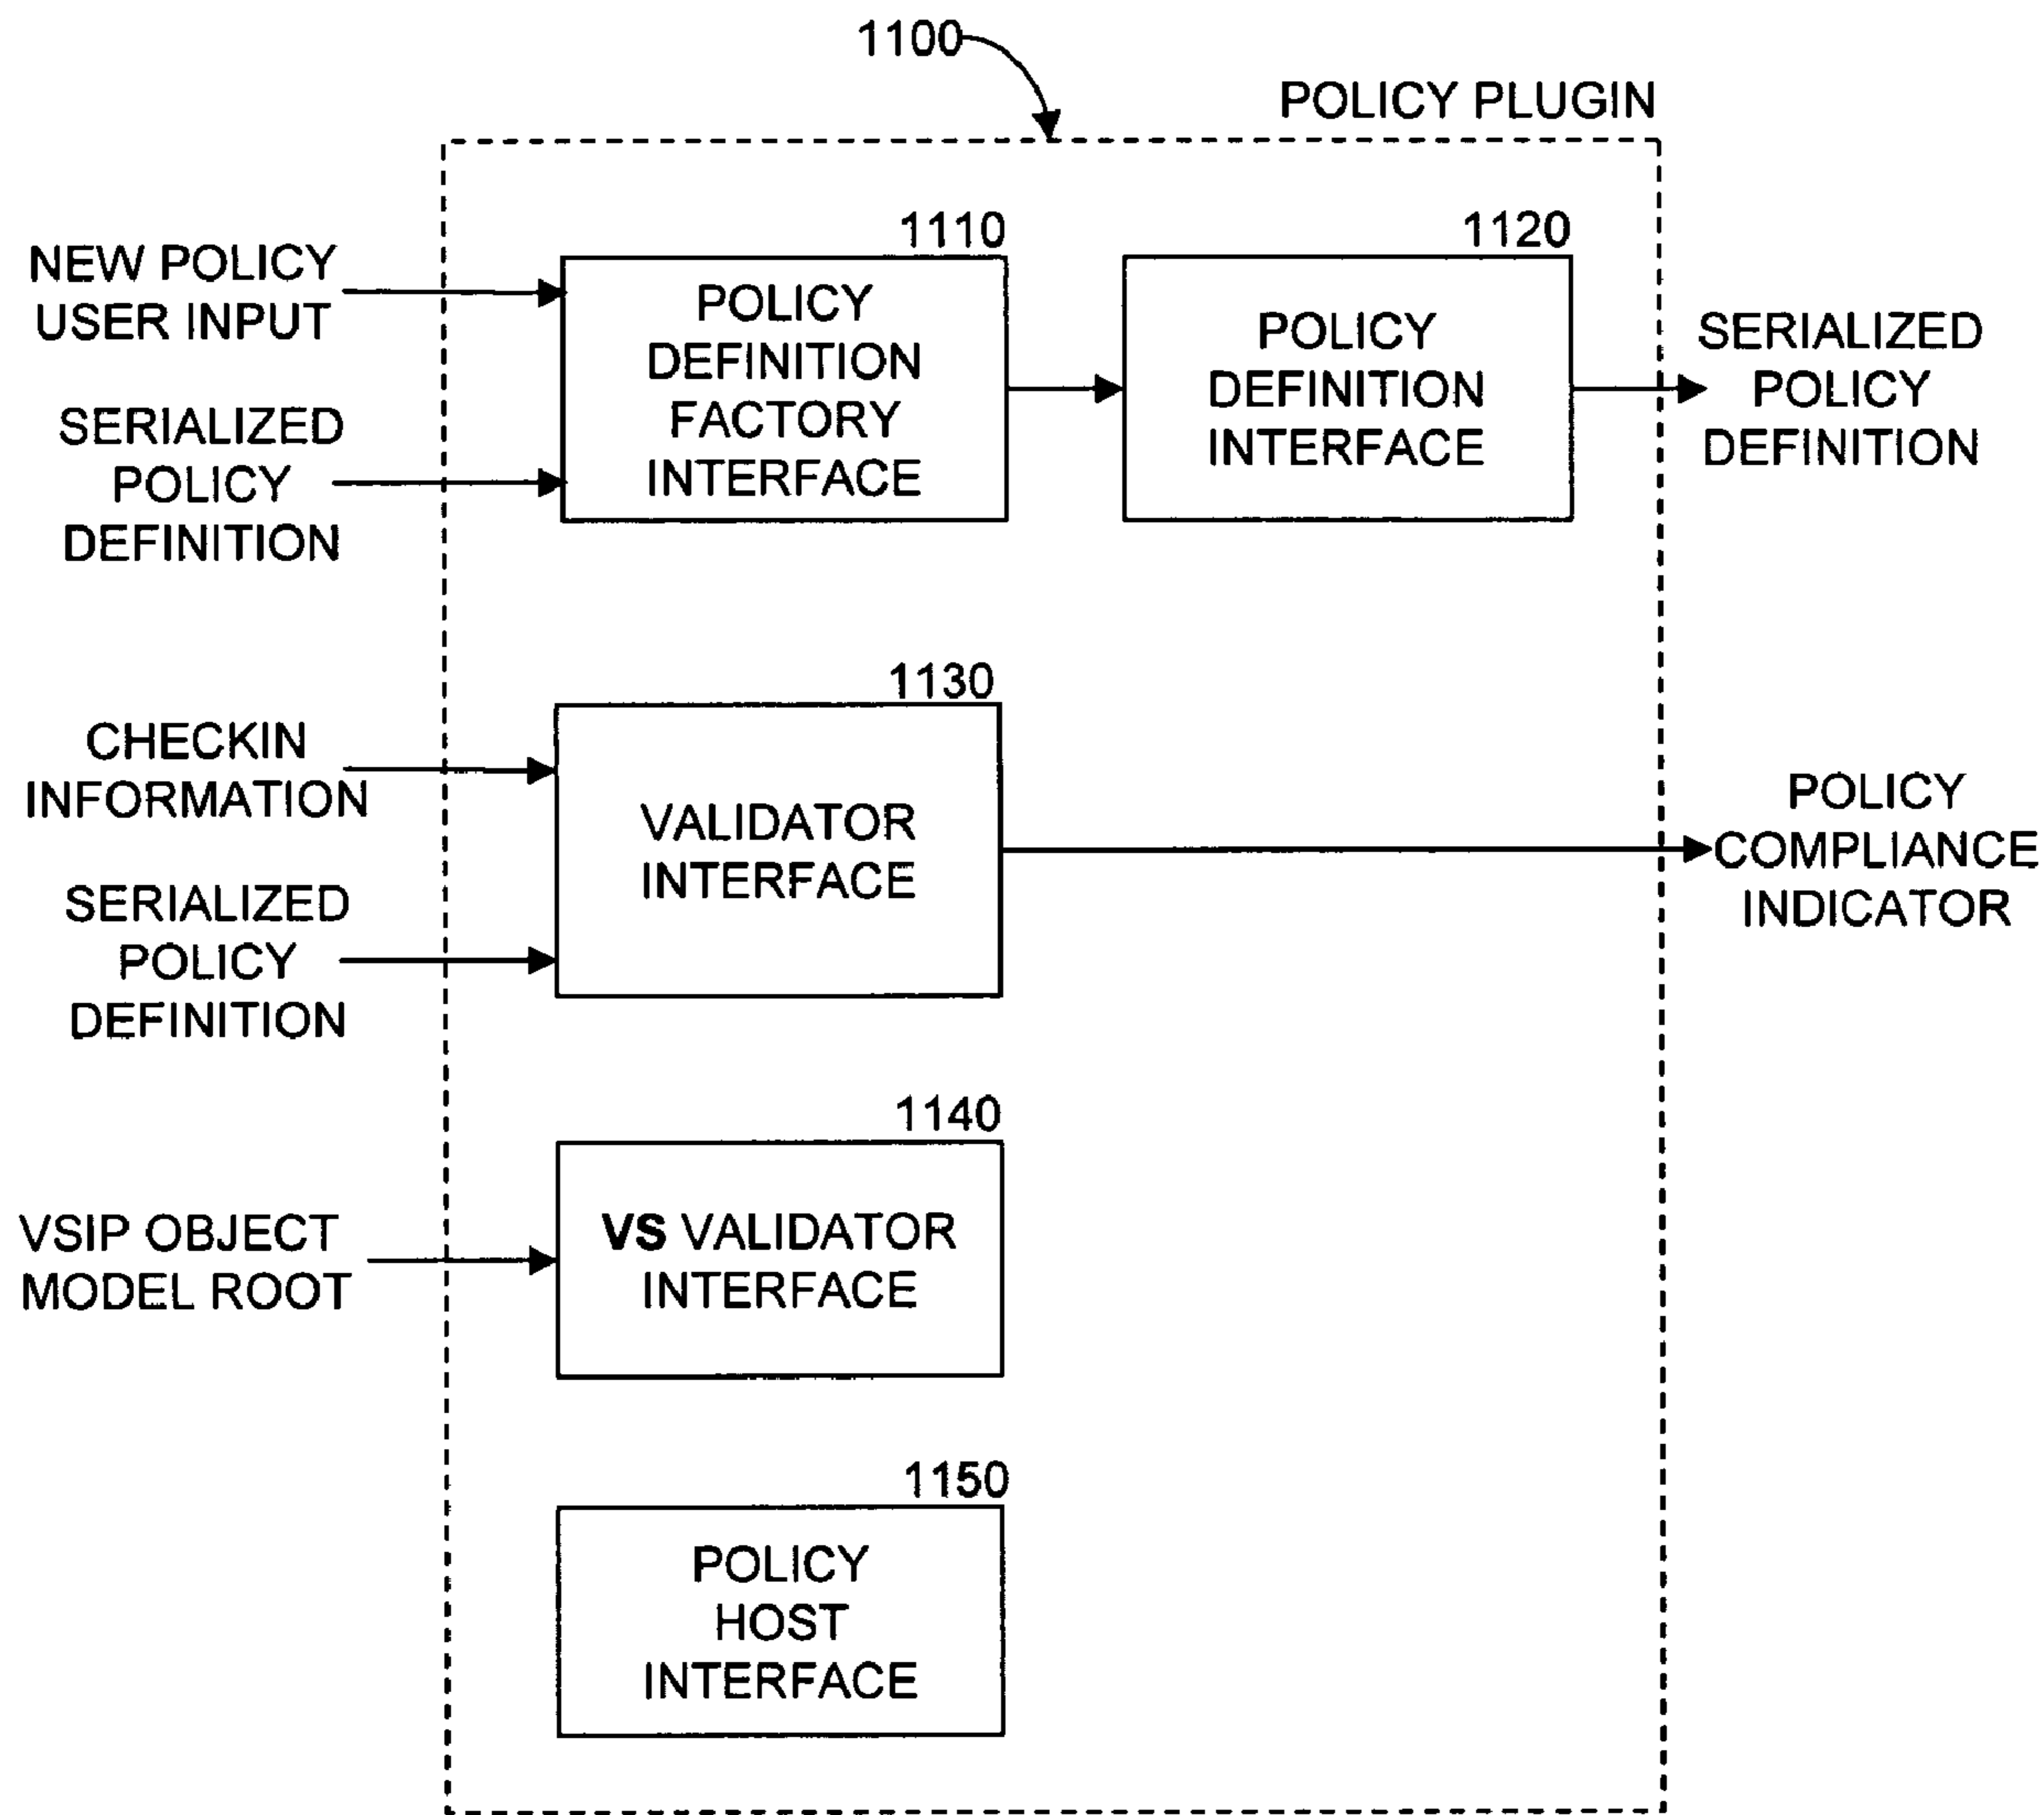 1100
POLICY PLUGIN
1110
1120
NEW POLICY
USER INPUT
SERIALIZED
POLICY
DEFINITION
POLICY
DEFINITION
FACTORY
INTERFACE
POLICY
DEFINITION
INTERFACE
SERIALIZED
POLICY
DEFINITION
1130
CHECKIN
INFORMATION
SERIALIZED
POLICY
DEFINITION
VALIDATOR
INTERFACE
POLICY
COMPLIANCE
INDICATOR
1140
VSIP OBJECT
MODEL ROOT
VS VALIDATOR
INTERFACE
1150
POLICY
HOST
INTERFACE